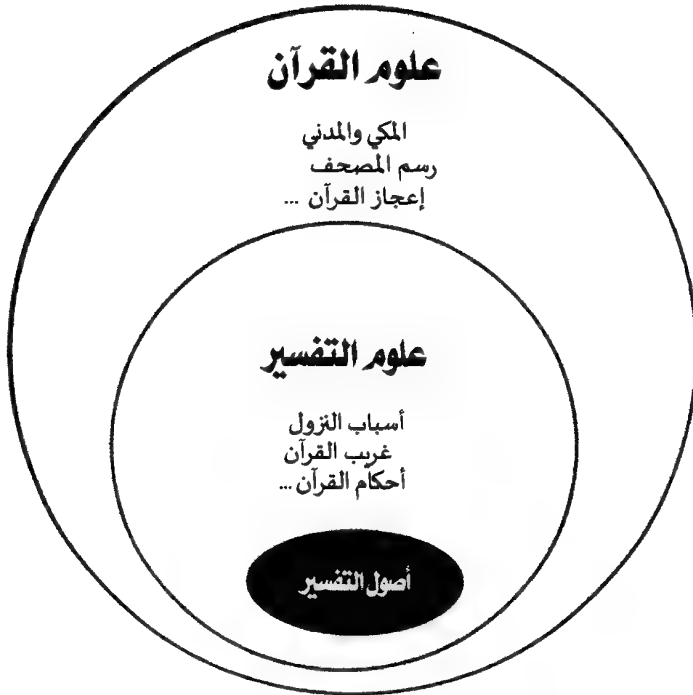 علوم القرآن
المكي والمدني
رسم المصحف
إعجاز القرآن ...
علوم التفسير
أسباب النزول
غريب القرآن
أحكام القرآن ...
أصول التفسير